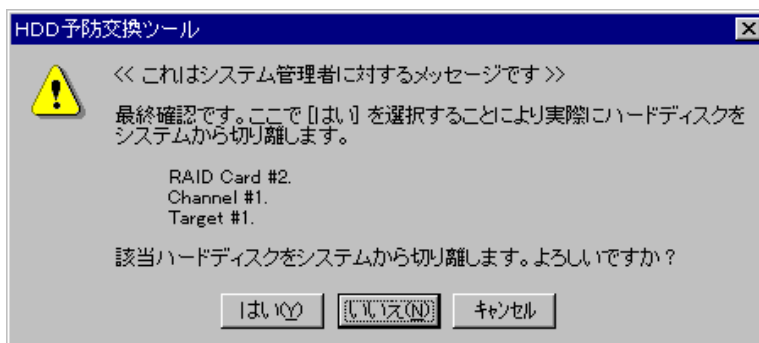 HDD予防交換ツール
<< これはシステム管理者に対するメッセージです >>
最終確認です。ここで [はい] を選択することにより実際にハードディスクを
システムから切り離します。
RAID Card #2.
Channel #1.
Target #1.
該当ハードディスクをシステムから切り離します。よろしいですか？
はい(Y)
いいえ(N)
キャンセル